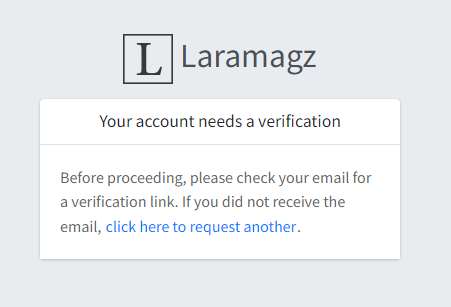 L Laramagz
Your account needs a verification
Before proceeding, please check your email for
a verification link. If you did not receive the
email, click here to request another.